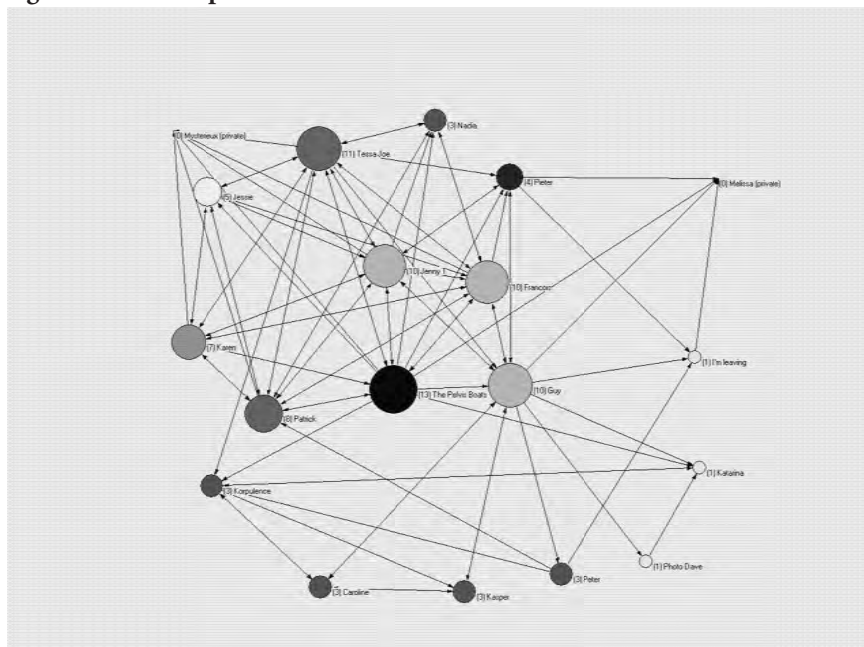 (0) Mysterieux (private)
(3) Nadia
(11) Tessa Joe
(4) Pieter
(0) Melissa (private)
(5) Jessie
(10) Jenny T.
(10) Francoc
(7) Karen
(1) I'm leaving
(13) The Pelvis Boats
(10) Guy
(8) Patrick
(1) Katarina
(3) Korpulence
(1) Photo Dave
(3) Peter
(3) Caroline
(3) Kasper